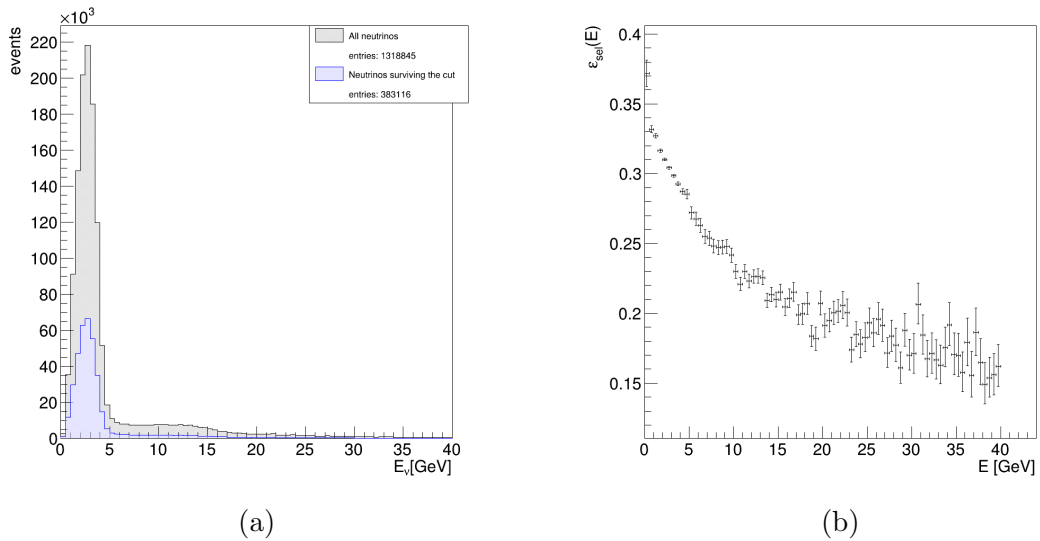 ×10³
events
220
200
180
160
140
120
100
80
60
40
20
0
0 5 10 15 20 25 30 35 40
Eν[GeV]
All neutrinos
entries: 1318845
Neutrinos surviving the cut
entries: 383116
(a)
εsel(E)
0.4
0.35
0.3
0.25
0.2
0.15
0 5 10 15 20 25 30 35 40
E [GeV]
(b)